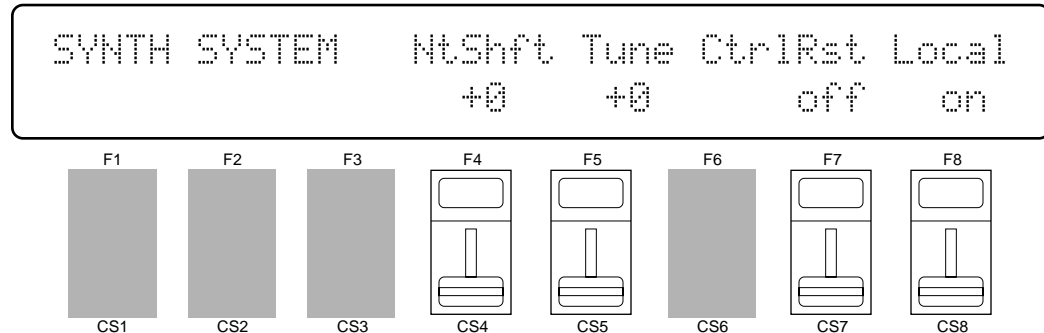 SYNTH SYSTEM NtShft Tune CtrlRst Local
+0 +0 off on
F1 F2 F3 F4 F5 F6 F7 F8
CS1 CS2 CS3 CS4 CS5 CS6 CS7 CS8